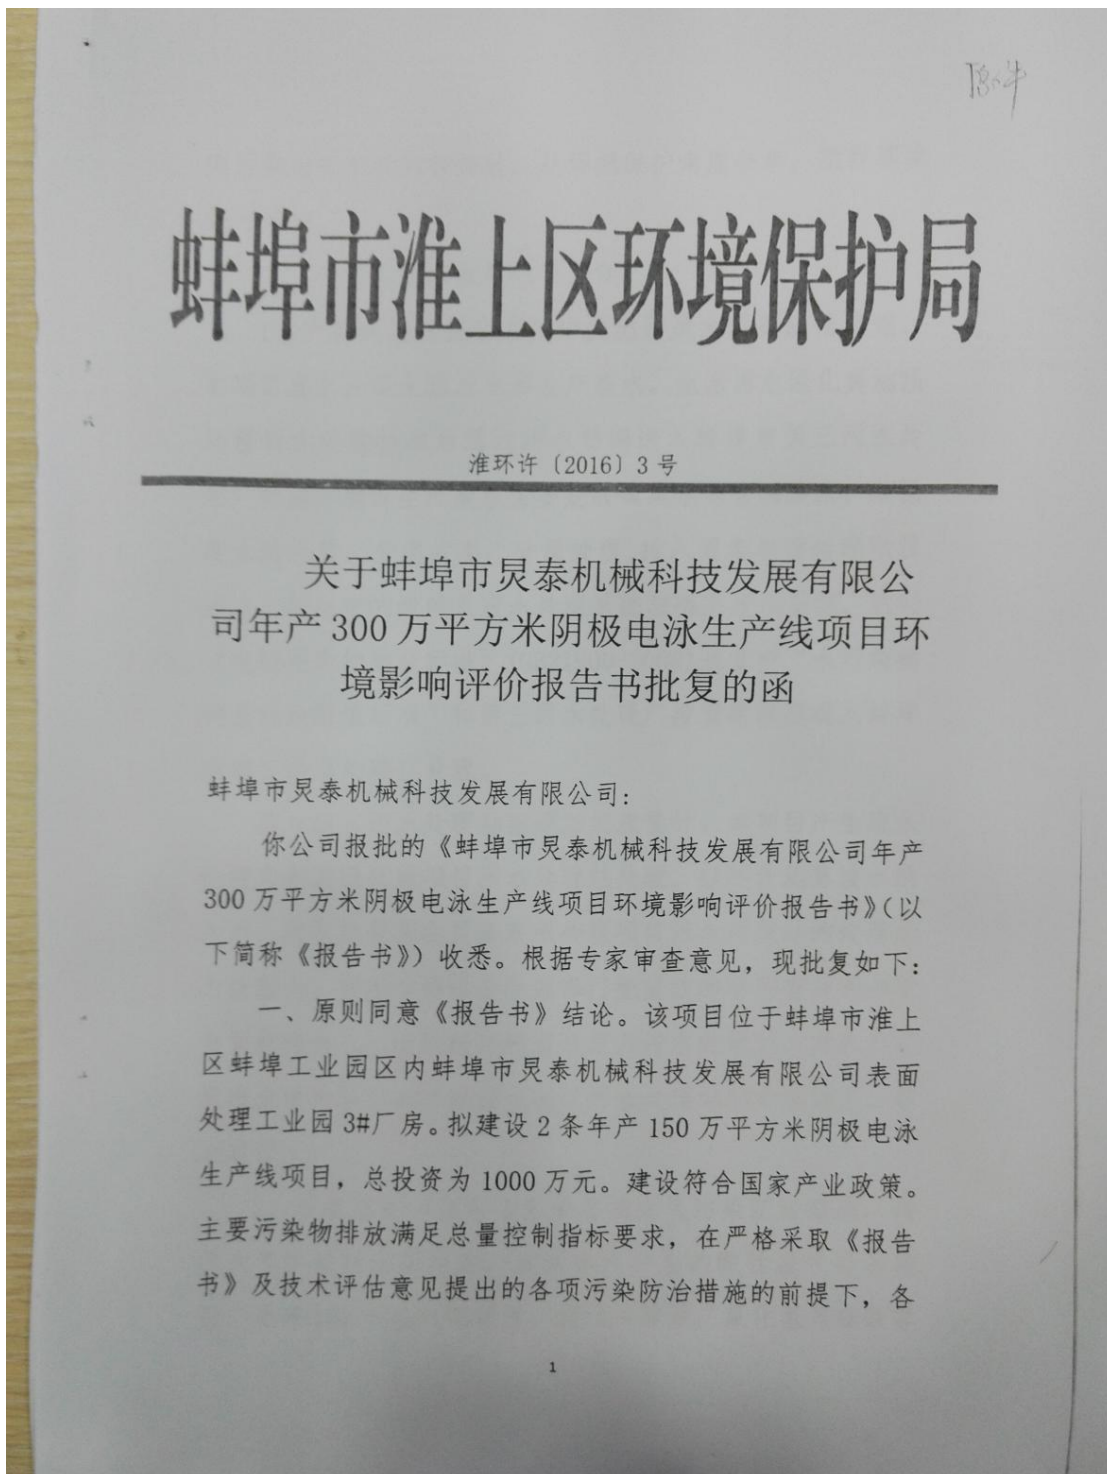 原件
蚌埠市淮上区环境保护局
淮环许〔2016〕3号
关于蚌埠市炅泰机械科技发展有限公
司年产300万平方米阴极电泳生产线项目环
境影响评价报告书批复的函
蚌埠市炅泰机械科技发展有限公司:
你公司报批的《蚌埠市炅泰机械科技发展有限公司年产
300万平方米阴极电泳生产线项目环境影响评价报告书》(以
下简称《报告书》)收悉。根据专家审查意见，现批复如下:
一、原则同意《报告书》结论。该项目位于蚌埠市淮上
区蚌埠工业园区内蚌埠市炅泰机械科技发展有限公司表面
处理工业园3#厂房。拟建设2条年产150万平方米阴极电泳
生产线项目，总投资为1000万元。建设符合国家产业政策。
主要污染物排放满足总量控制指标要求，在严格采取《报告
书》及技术评估意见提出的各项污染防治措施的前提下，各
1